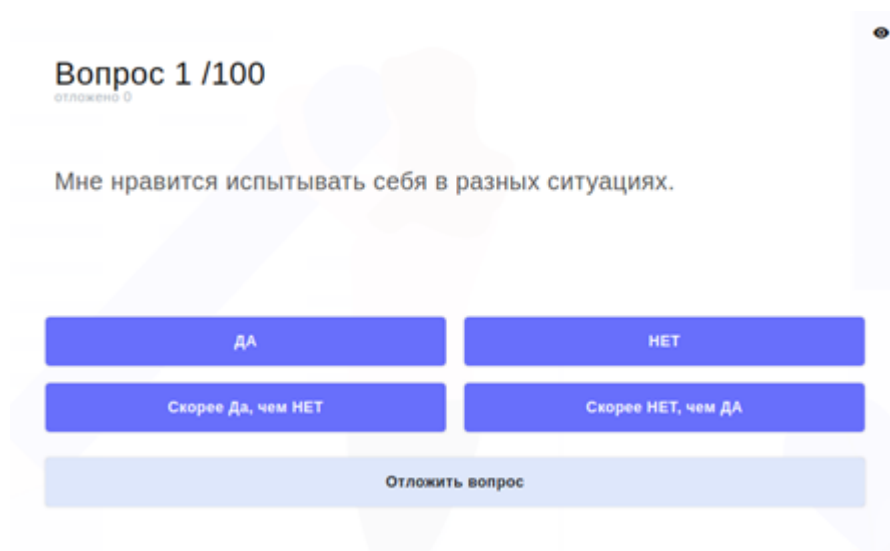 Вопрос 1 /100
отложено 0
Мне нравится испытывать себя в разных ситуациях.
ДА
НЕТ
Скорее Да, чем НЕТ
Скорее НЕТ, чем ДА
Отложить вопрос